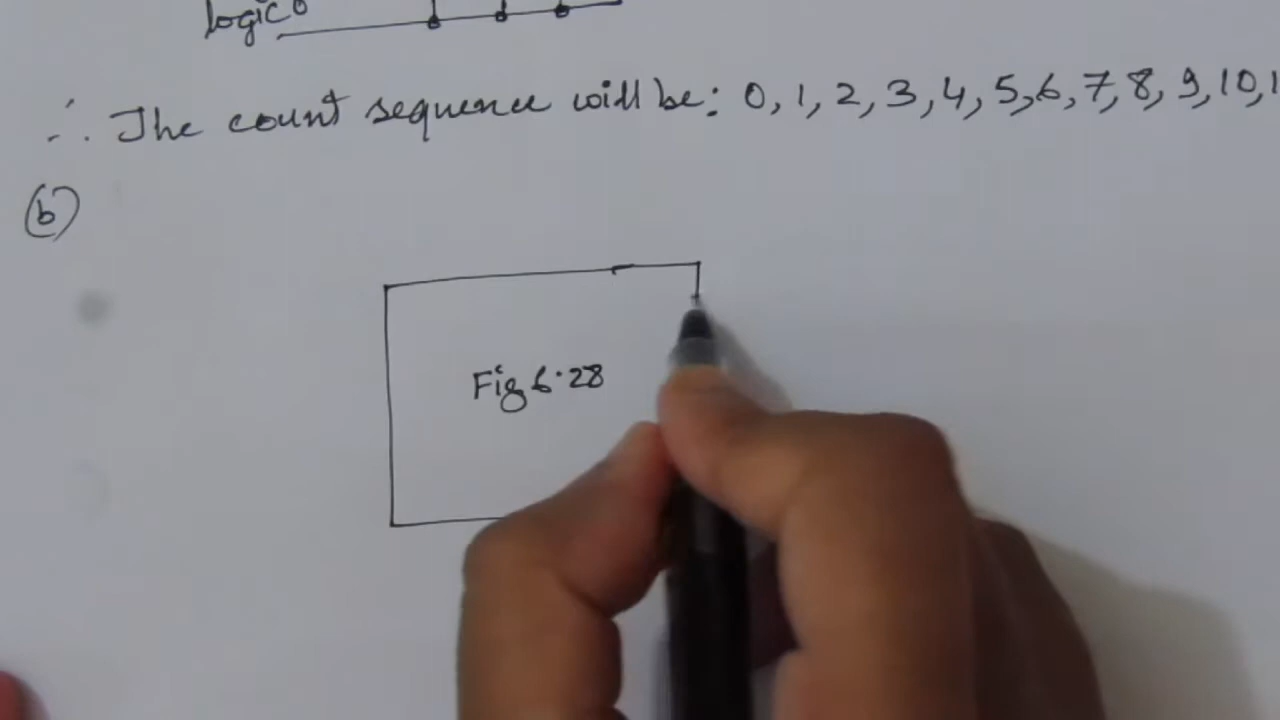 logic 0
∴ The count sequence will be: 0, 1, 2, 3, 4, 5, 6, 7, 8, 9, 10, 1
(b)
Fig 6.28